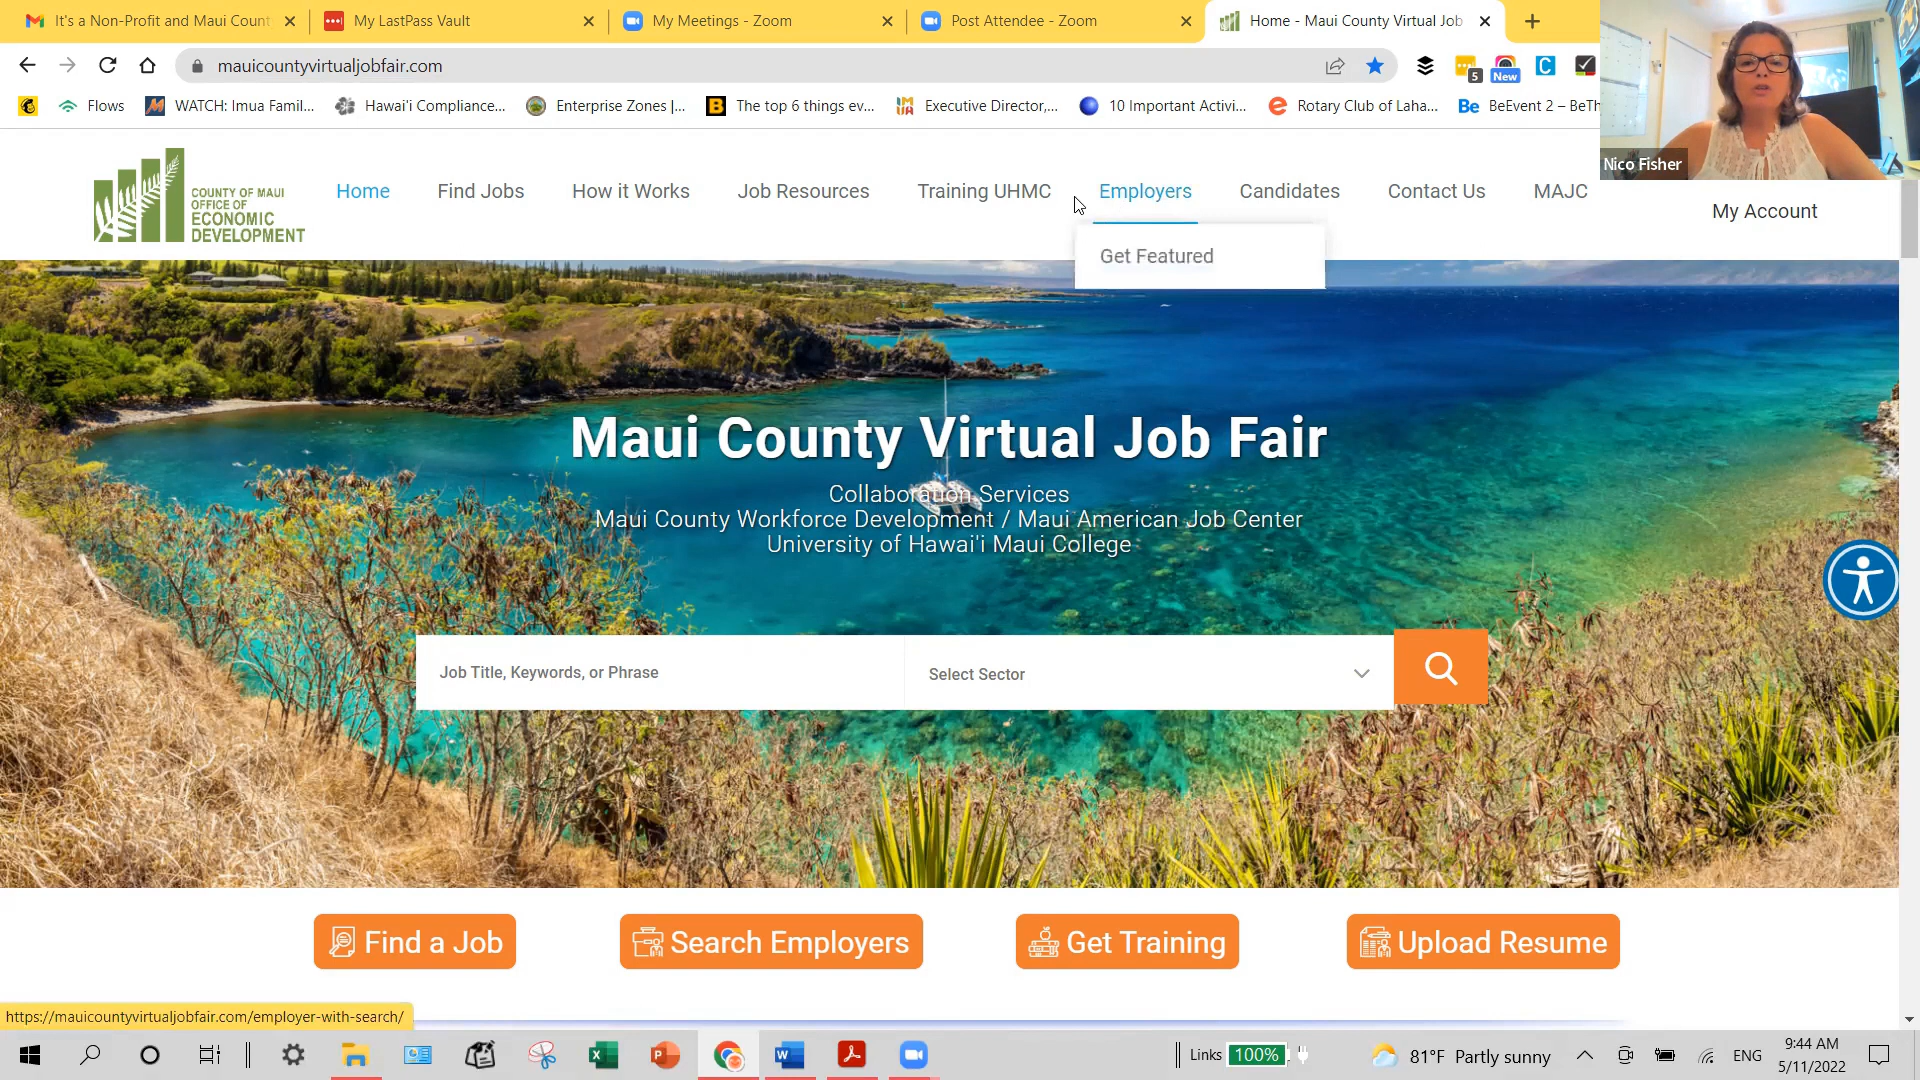 It's a Non-Profit and Maui Count
My LastPass Vault
My Meetings - Zoom
Post Attendee - Zoom
Home - Maui County Virtual Job
mauicountyvirtualjobfair.com
5
New
Flows
WATCH: Imua Famil...
Hawai'i Compliance...
Enterprise Zones |...
The top 6 things ev...
Executive Director,...
10 Important Activi...
Rotary Club of Laha...
Be
BeEvent 2 – BeTh
Nico Fisher
COUNTY OF MAUI
OFFICE OF
ECONOMIC
DEVELOPMENT
Home
Find Jobs
How it Works
Job Resources
Training UHMC
Employers
Candidates
Contact Us
MAJC
My Account
Get Featured
Maui County Virtual Job Fair
Collaboration Services
Maui County Workforce Development / Maui American Job Center
University of Hawai'i Maui College
Job Title, Keywords, or Phrase
Select Sector
Find a Job
Search Employers
Get Training
Upload Resume
https://mauicountyvirtualjobfair.com/employer-with-search/
Links
100%
81°F Partly sunny
ENG
9:44 AM
5/11/2022